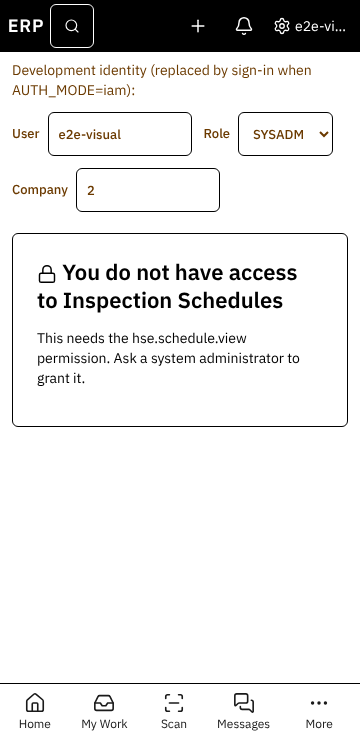 ERP
e2e-vi...
Development identity (replaced by sign-in when
AUTH_MODE=iam):
User e2e-visual Role SYSADM
Company 2
You do not have access
to Inspection Schedules
This needs the hse.schedule.view
permission. Ask a system administrator to
grant it.
Home My Work Scan Messages More